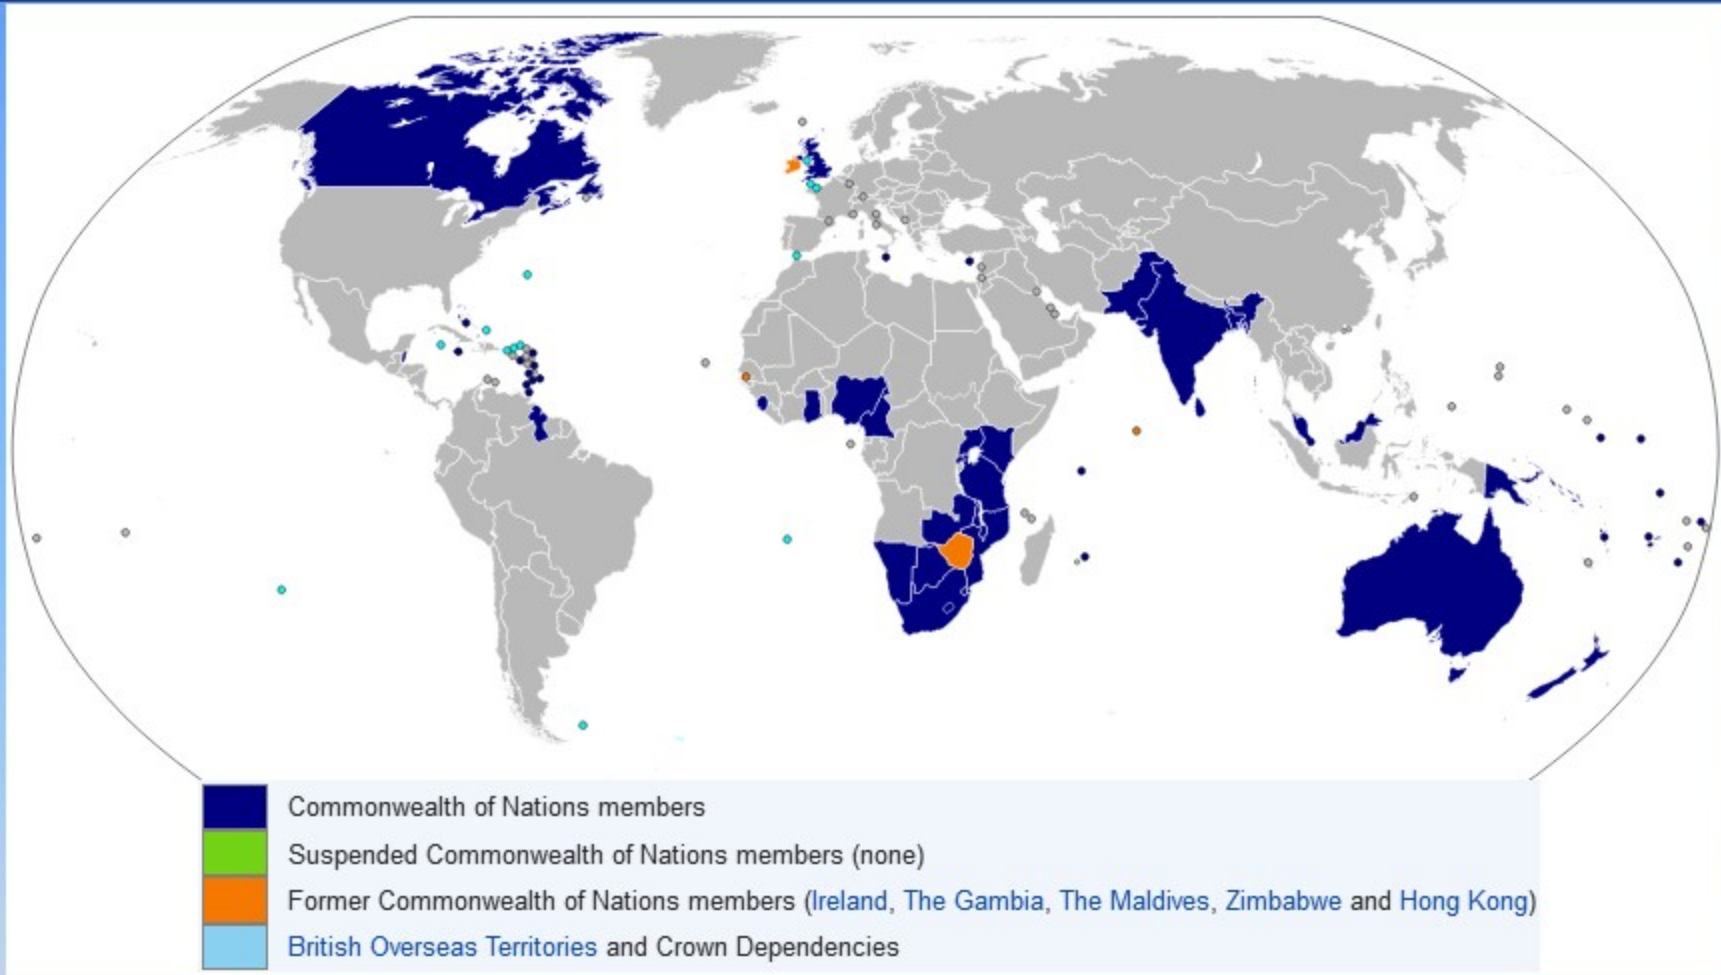 Commonwealth of Nations members
Suspended Commonwealth of Nations members (none)
Former Commonwealth of Nations members (Ireland, The Gambia, The Maldives, Zimbabwe and Hong Kong)
British Overseas Territories and Crown Dependencies